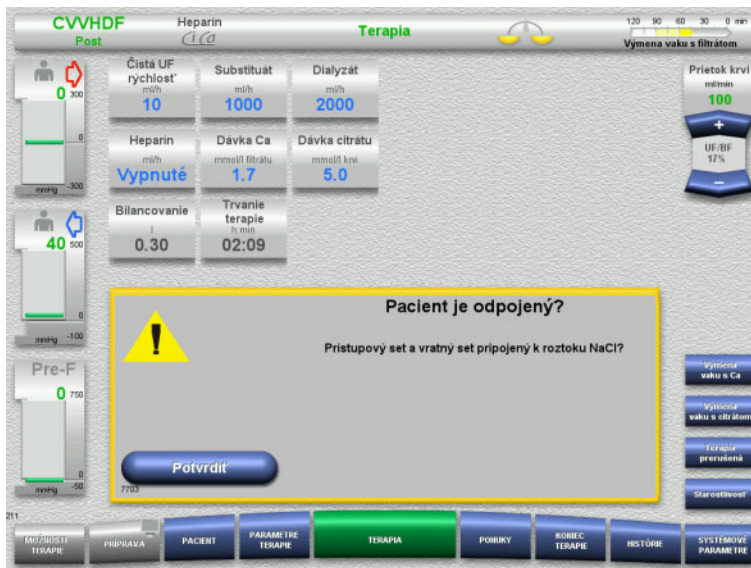 CVVHDF
Post
Heparin
Ci Ca
Terapia
120 90 60 30 0 min
Výmena vaku s filtrátom
0
300
0
-300
mmHg
40
500
0
-100
mmHg
Pre-F
0
750
0
-50
mmHg
Čistá UF
rýchlosť
ml/h
10
Substituát
ml/h
1000
Dialyzát
ml/h
2000
Heparín
ml/h
Vypnuté
Dávka Ca
mmol/l filtrátu
1.7
Dávka citrátu
mmol/l krvi
5.0
Bilancovanie
l
0.30
Trvanie
terapie
h:min
02:09
Prietok krvi
ml/min
100
+
UF/BF
17%
−
Pacient je odpojený?
!
Prístupový set a vratný set pripojený k roztoku NaCl?
Potvrdiť
7703
Výmena
vaku s Ca
Výmena
vaku s citrátom
Terapia
prerušená
Starostlivosť
211
MOŽNOSTI
TERAPIE
PRÍPRAVA
PACIENT
PARAMETRE
TERAPIE
TERAPIA
PONUKY
KONIEC
TERAPIE
HISTÓRIE
SYSTÉMOVÉ
PARAMETRE